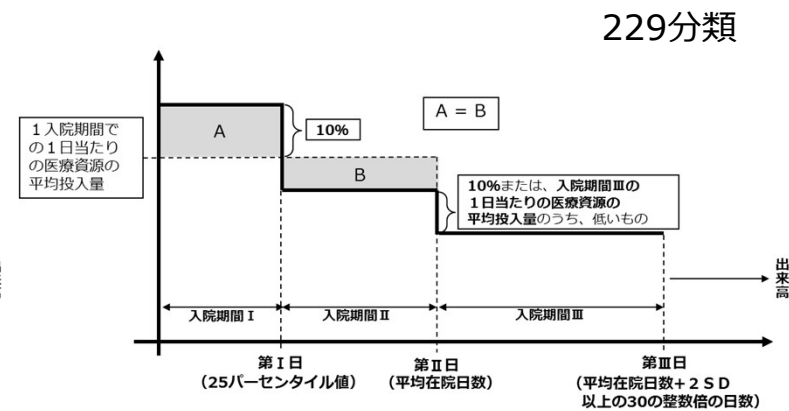 229分類
A = B
1入院期間で
の1日当たり
の医療資源の
平均投入量
A
10%
B
10%または、入院期間Ⅲの
1日当たりの医療資源の
平均投入量のうち、低いもの
出来高
入院期間Ⅰ
入院期間Ⅱ
入院期間Ⅲ
第Ⅰ日
（25パーセンタイル値）
第Ⅱ日
（平均在院日数）
第Ⅲ日
（平均在院日数+2SD
以上の30の整数倍の日数）